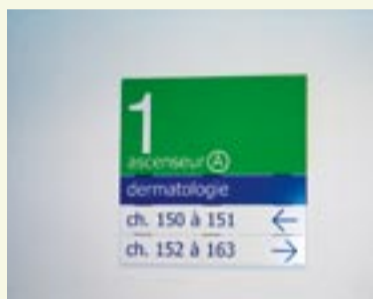 1
ascenseur Ⓐ
dermatologie
ch. 150 à 151 ←
ch. 152 à 163 →